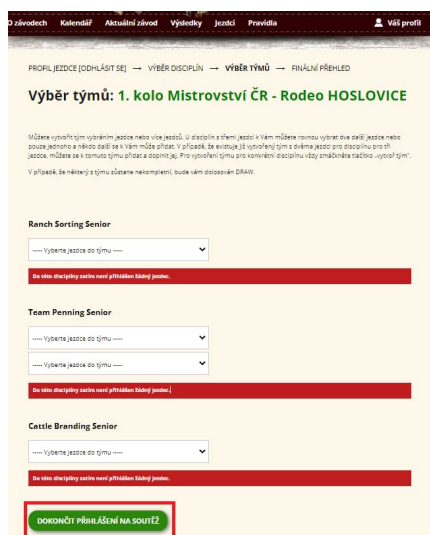 O závodech Kalendář Aktuální závod Výsledky Jezdci Pravidla Váš profil
PROFIL JEZDCE [ODHLÁSIT SE] → VÝBĚR DISCIPLÍN → VÝBĚR TÝMŮ → FINÁLNÍ PŘEHLED
Výběr týmů: 1. kolo Mistrovství ČR - Rodeo HOSLOVICE
Můžete vytvořit tým vybráním jezdce nebo více jezdců. U disciplín s třemi jezdci k Vám můžete rovnou vybrat dva další jezdce nebo
pouze jednoho a někdo další se k Vám může přidat. V případě, že existuje již vytvořený tým s dvěma jezdci pro disciplínu pro tři
jezdce, můžete se k tomuto týmu přidat a doplnit jej. Pro vytvoření týmu pro konkrétní disciplínu vždy zmáčkněte tlačítko „vytvoř tým".
V případě, že některý z týmu zůstane nekompletní, bude vám dolosován DRAW.
Ranch Sorting Senior
----- Vyberte jezdce do týmu -----
Do této disciplíny zatím není přihlášen žádný jezdec.
Team Penning Senior
----- Vyberte jezdce do týmu -----
----- Vyberte jezdce do týmu -----
Do této disciplíny zatím není přihlášen žádný jezdec.
Cattle Branding Senior
----- Vyberte jezdce do týmu -----
Do této disciplíny zatím není přihlášen žádný jezdec.
DOKONČIT PŘIHLÁŠENÍ NA SOUTĚŽ